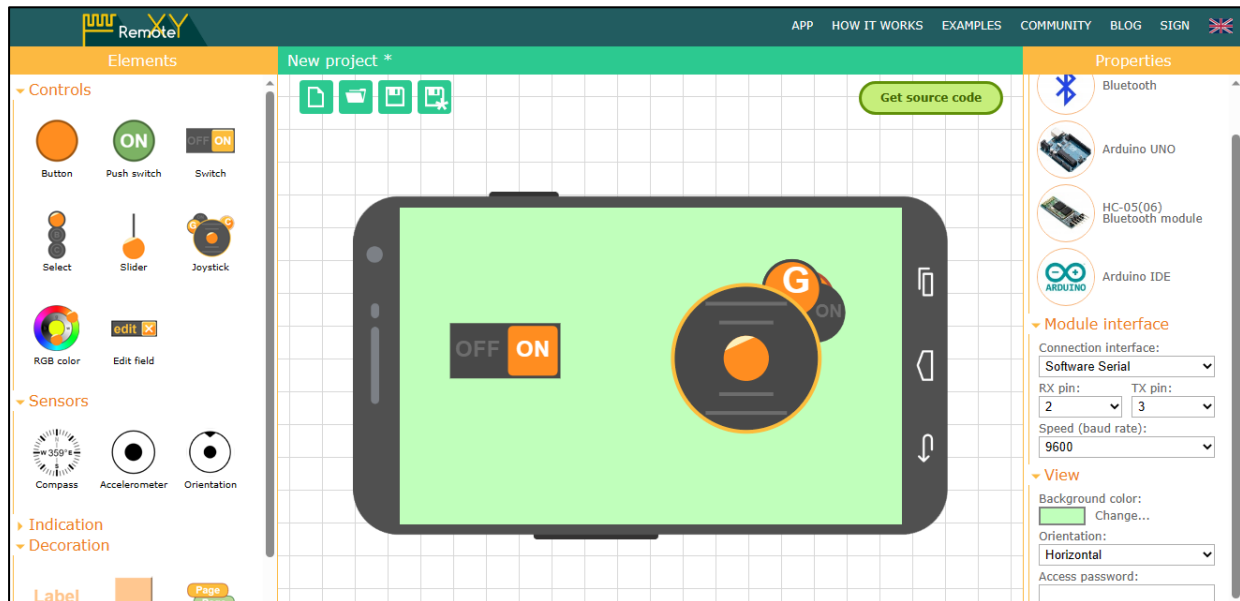 RemoteXY
APP HOW IT WORKS EXAMPLES COMMUNITY BLOG SIGN
Elements
New project *
Properties
Controls
ON
OFF ON
Button
Push switch
Switch
G C
Select
Slider
Joystick
edit X
RGB color
Edit field
Sensors
W 359° E
Compass
Accelerometer
Orientation
Indication
Decoration
Label
Page
Get source code
OFF ON
G
ON
Bluetooth
Arduino UNO
HC-05(06)
Bluetooth module
ARDUINO
Arduino IDE
Module interface
Connection interface:
Software Serial
RX pin: TX pin:
2 3
Speed (baud rate):
9600
View
Background color:
Change...
Orientation:
Horizontal
Access password: